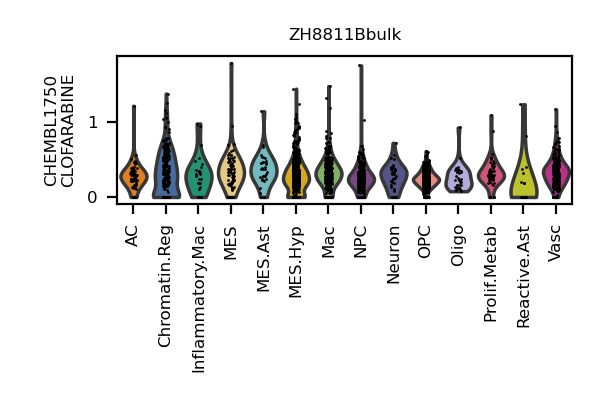 ZH8811Bbulk
CHEMBL1750
CLOFARABINE
1
0
AC
Chromatin.Reg
Inflammatory.Mac
MES
MES.Ast
MES.Hyp
Mac
NPC
Neuron
OPC
Oligo
Prolif.Metab
Reactive.Ast
Vasc